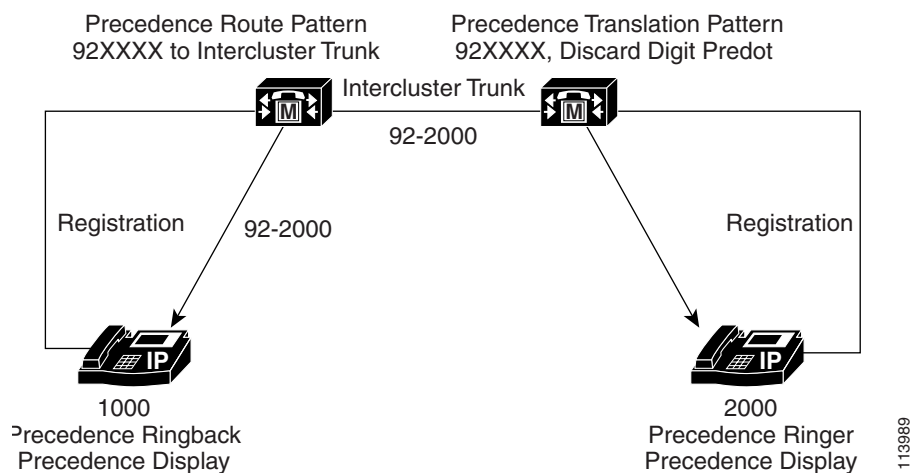 Precedence Route Pattern
92XXXX to Intercluster Trunk
Precedence Translation Pattern
92XXXX, Discard Digit Predot
Intercluster Trunk
M
M
92-2000
Registration
92-2000
Registration
IP
IP
1000
Precedence Ringback
Precedence Display
2000
Precedence Ringer
Precedence Display
113989